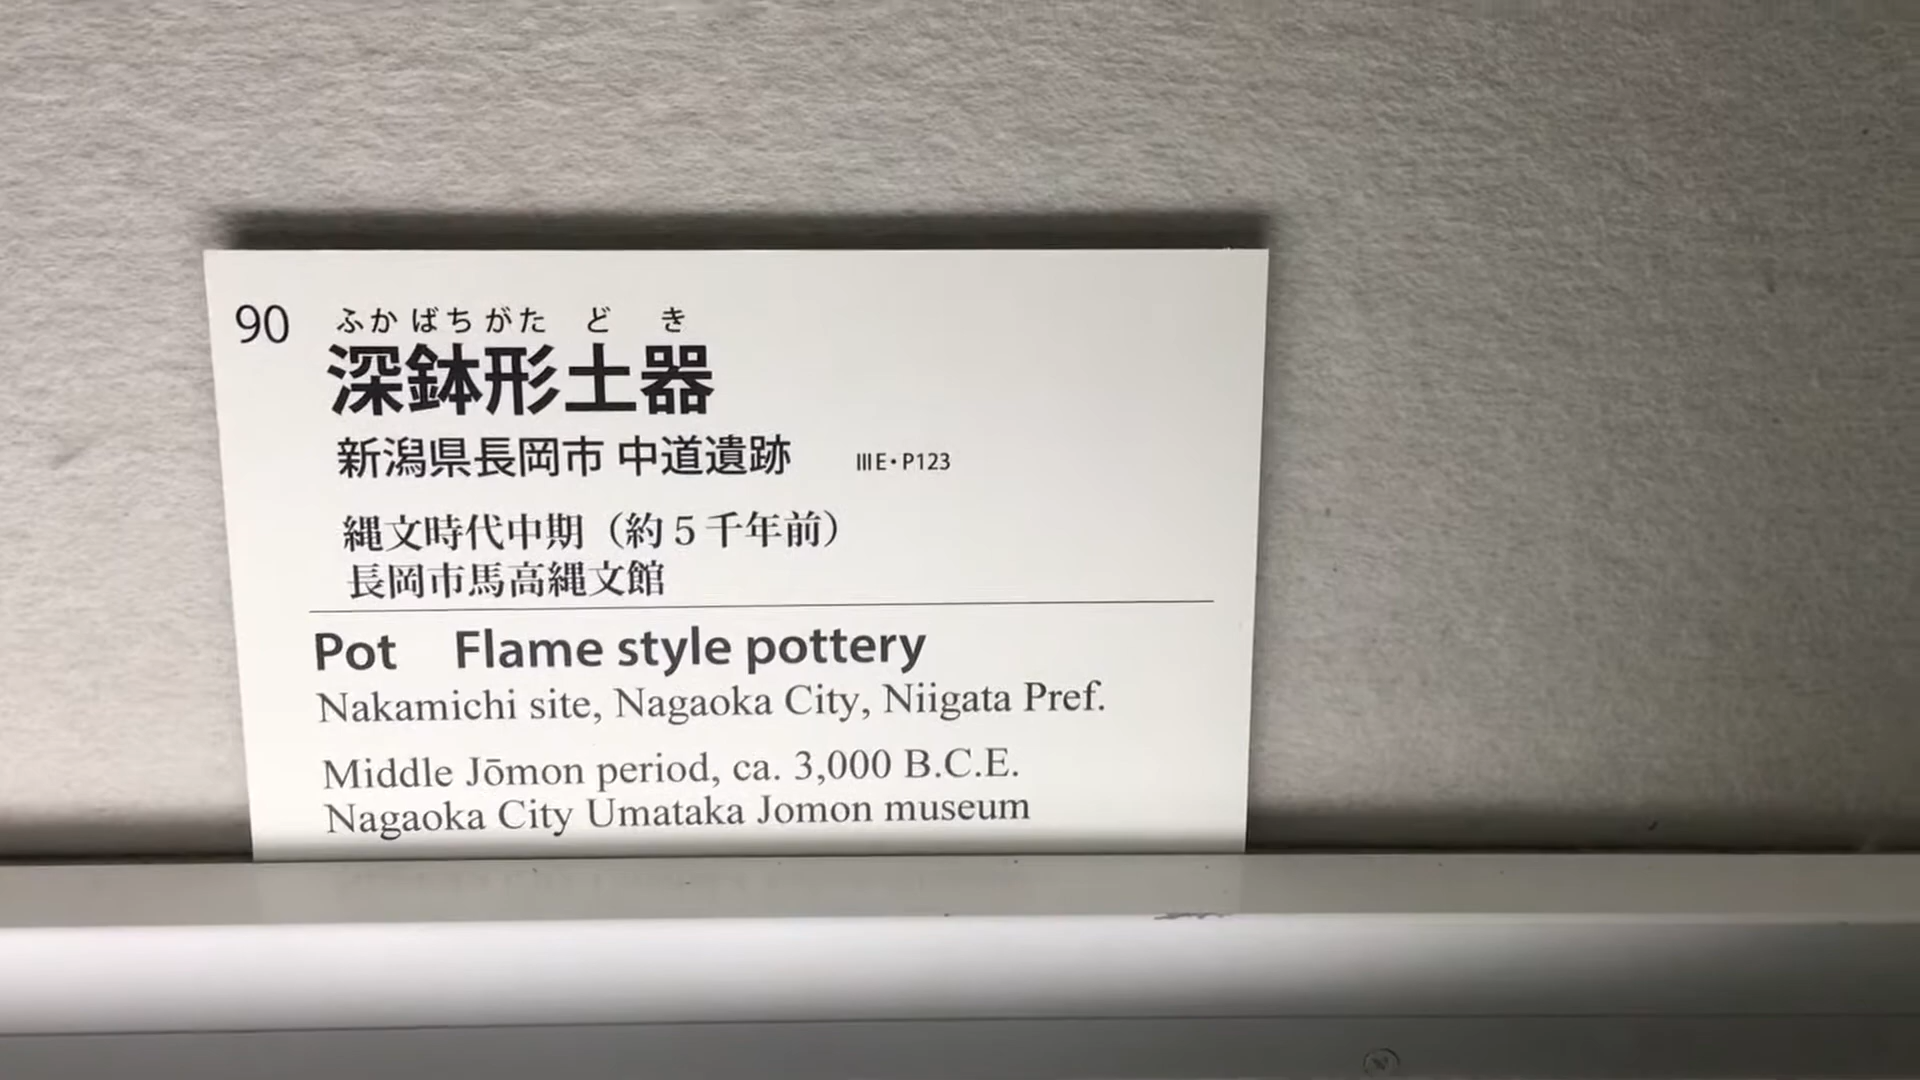 90
ふかばちがたどき
深鉢形土器
新潟県長岡市 中道遺跡 ⅢE・P123
縄文時代中期（約５千年前）
長岡市馬高縄文館
Pot Flame style pottery
Nakamichi site, Nagaoka City, Niigata Pref.
Middle Jōmon period, ca. 3,000 B.C.E.
Nagaoka City Umataka Jomon museum